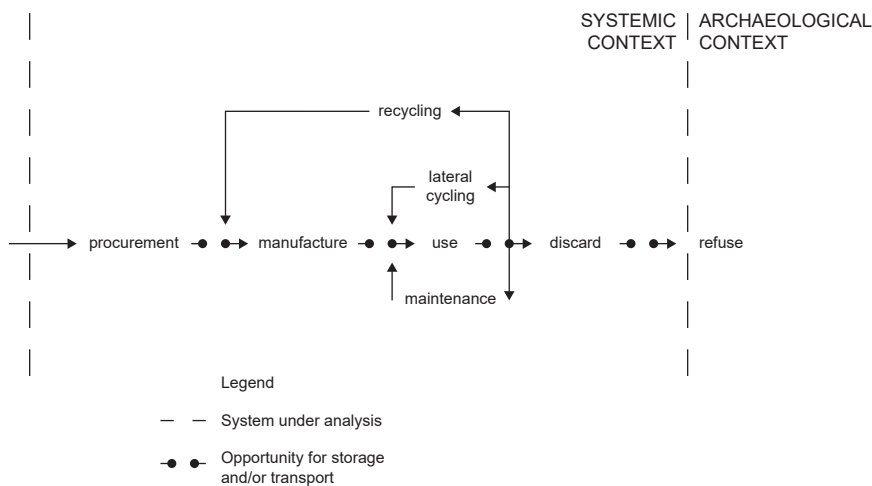 SYSTEMIC
CONTEXT
ARCHAEOLOGICAL
CONTEXT
recycling
lateral
cycling
procurement
manufacture
use
discard
refuse
maintenance
Legend
System under analysis
Opportunity for storage
and/or transport